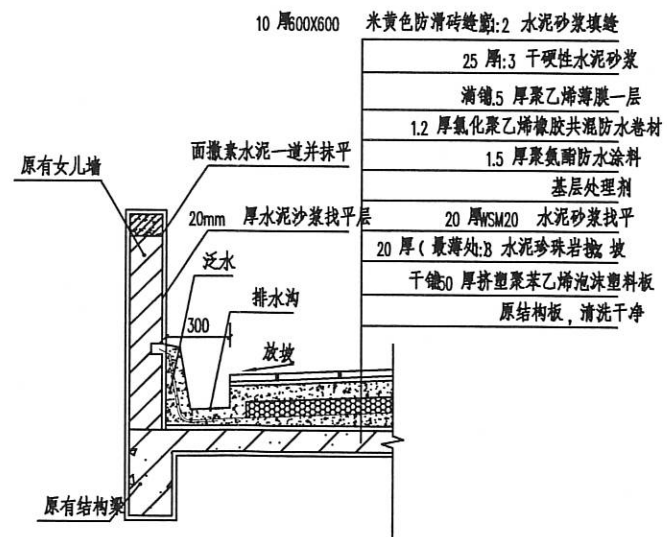 10 厚600X600 米黄色防滑砖缝宽1:2 水泥砂浆填缝
25 厚1:3 干硬性水泥砂浆
满铺0.5 厚聚乙烯薄膜一层
1.2 厚氯化聚乙烯橡胶共混防水卷材
1.5 厚聚氨酯防水涂料
基层处理剂
20 厚WSM20 水泥砂浆找平
20 厚(最薄处1:8 水泥珍珠岩找2% 坡
干铺50 厚挤塑聚苯乙烯泡沫塑料板
原结构板，清洗干净
面撒素水泥一道并抹平
原有女儿墙
20mm 厚水泥沙浆找平层
泛水
排水沟
300
放坡
原有结构梁